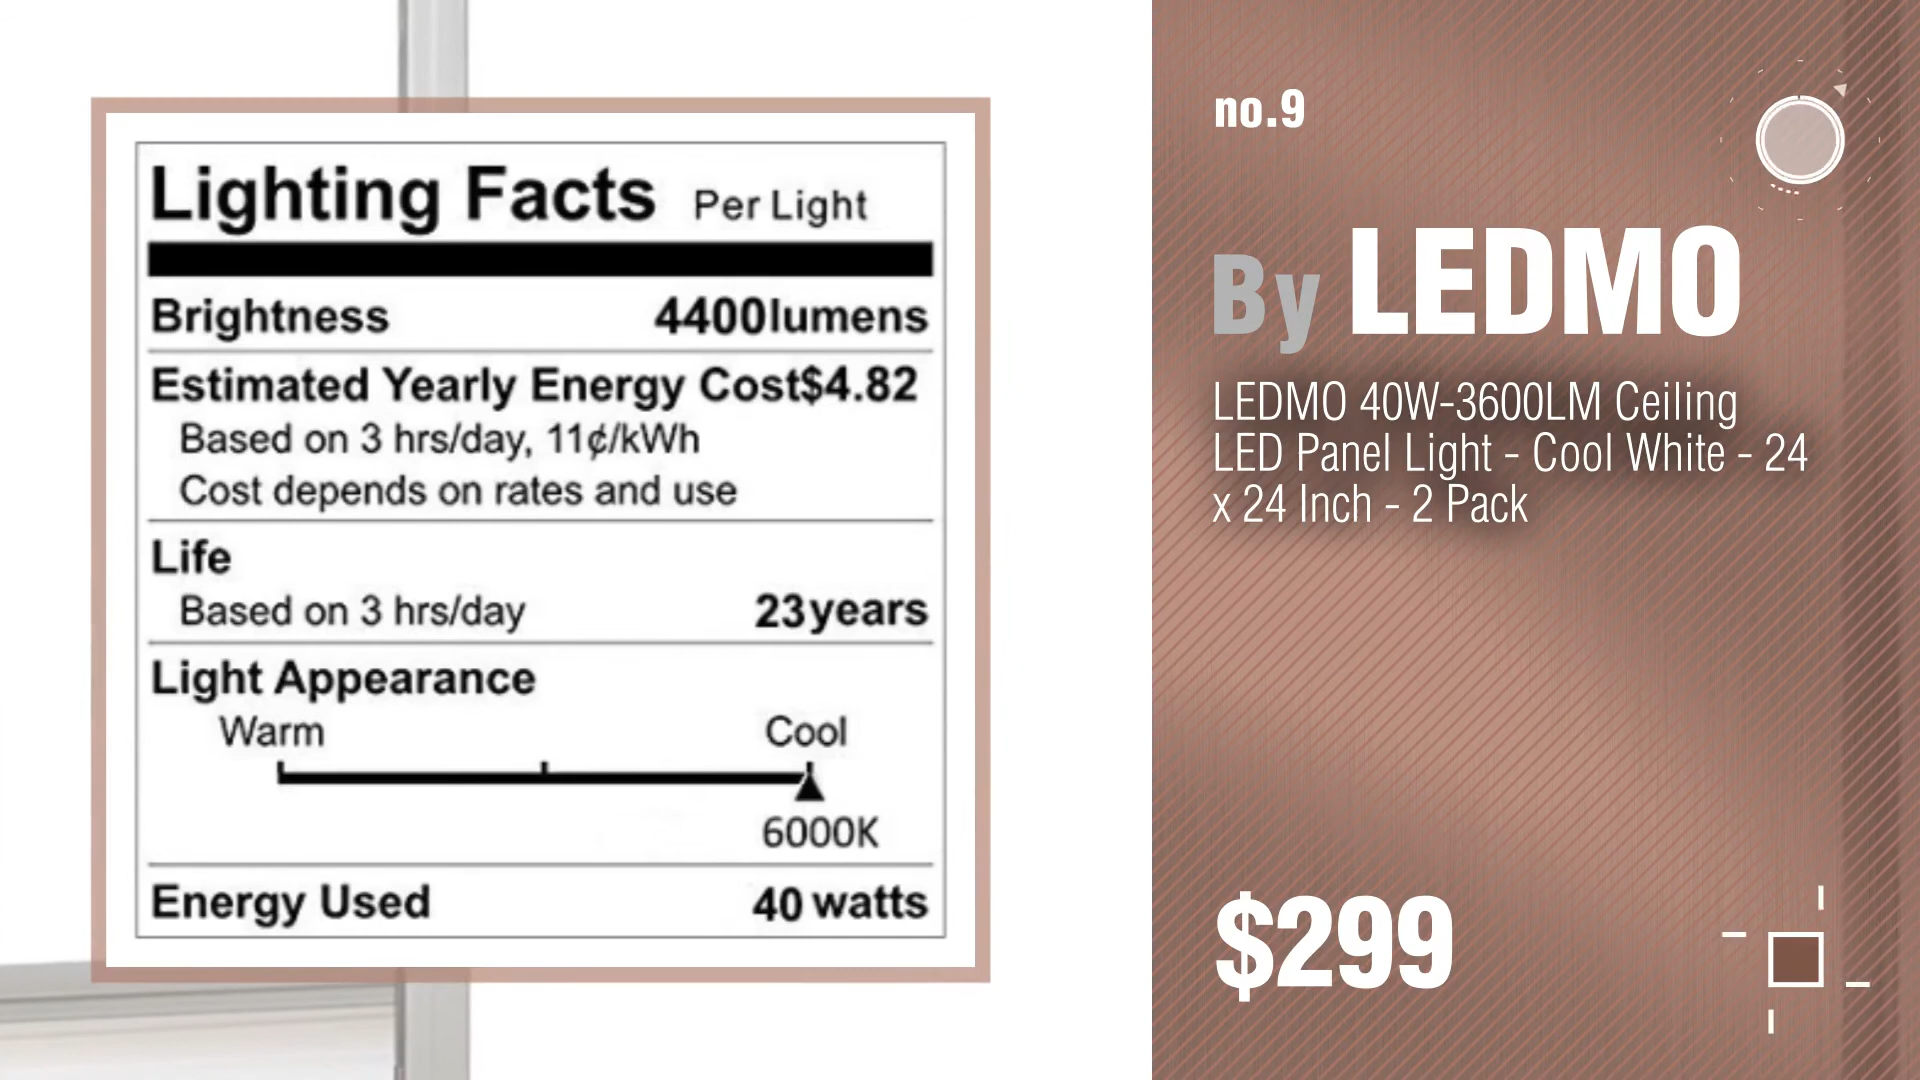 Lighting Facts Per Light
Brightness 4400lumens
Estimated Yearly Energy Cost$4.82
Based on 3 hrs/day, 11¢/kWh
Cost depends on rates and use
Life
Based on 3 hrs/day 23years
Light Appearance
Warm Cool
6000K
Energy Used 40 watts
no.9
By LEDMO
LEDMO 40W-3600LM Ceiling
LED Panel Light - Cool White - 24
x 24 Inch - 2 Pack
$299